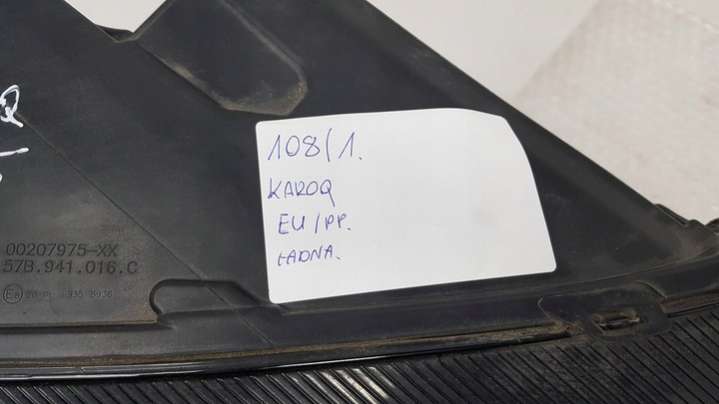 108/1.
KAROQ
EU/PP.
ŁADNA.
00207975-XX
57B.941.016.C